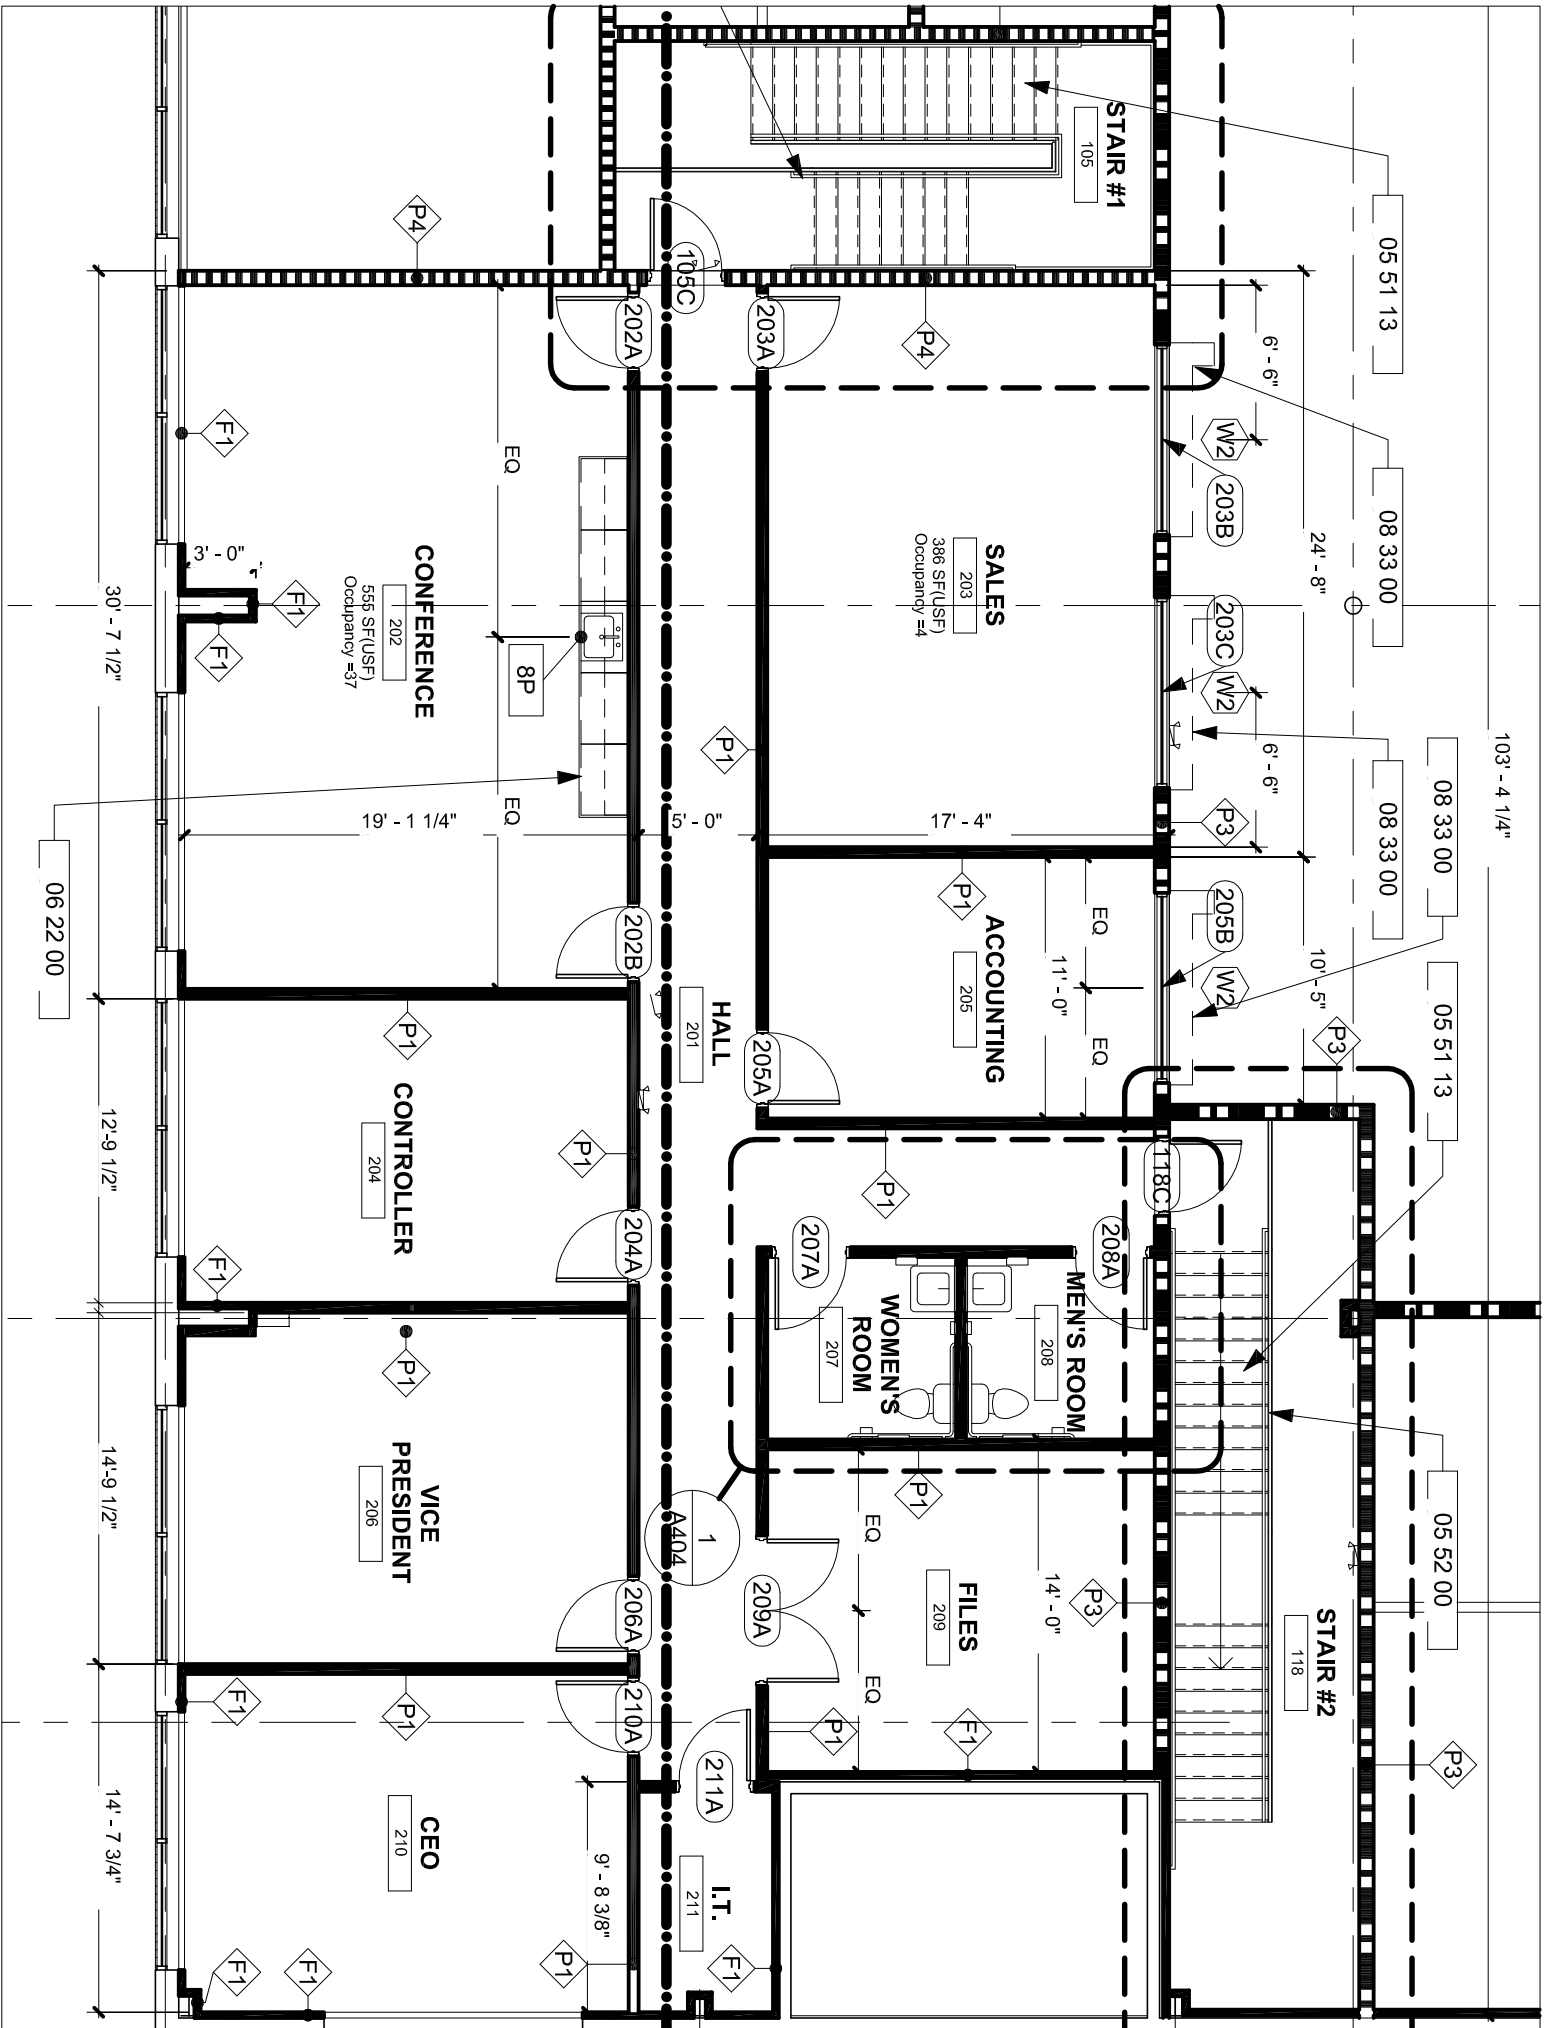 103' - 4 1/4"
05 51 13
08 33 00
08 33 00
08 33 00
05 51 13
05 52 00
24' - 8"
10' - 5"
6' - 6"
6' - 6"
W2
203B
203C
W2
P3
205B
W2
P3
P3
STAIR #1
105
105C
P4
P4
203A
202A
SALES
203
386 SF(USF)
Occupancy =4
17' - 4"
P1
ACCOUNTING
205
P1
11' - 0"
EQ
EQ
205A
118C
STAIR #2
118
P1
208A
MEN'S ROOM
208
207A
WOMEN'S
ROOM
207
P1
FILES
209
14' - 0"
EQ
EQ
P3
209A
P1
F1
1
A404
HALL
201
5' - 0"
211A
I.T.
211
F1
9' - 8 3/8"
EQ
EQ
8P
CONFERENCE
202
555 SF(USF)
Occupancy =37
19' - 1 1/4"
202B
3' - 0"
F1
F1
F1
06 22 00
CONTROLLER
204
P1
P1
204A
F1
VICE
PRESIDENT
206
P1
206A
210A
CEO
210
P1
F1
P1
F1
F1
30' - 7 1/2"
12'-9 1/2"
14'-9 1/2"
14' - 7 3/4"